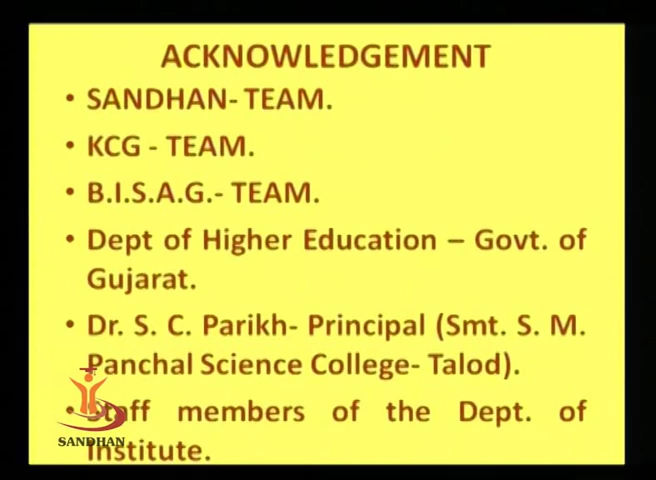 ACKNOWLEDGEMENT
• SANDHAN- TEAM.
• KCG - TEAM.
• B.I.S.A.G.- TEAM.
• Dept of Higher Education – Govt. of
Gujarat.
• Dr. S. C. Parikh- Principal (Smt. S. M.
Panchal Science College- Talod).
• Staff members of the Dept. of
Institute.
SANDHAN